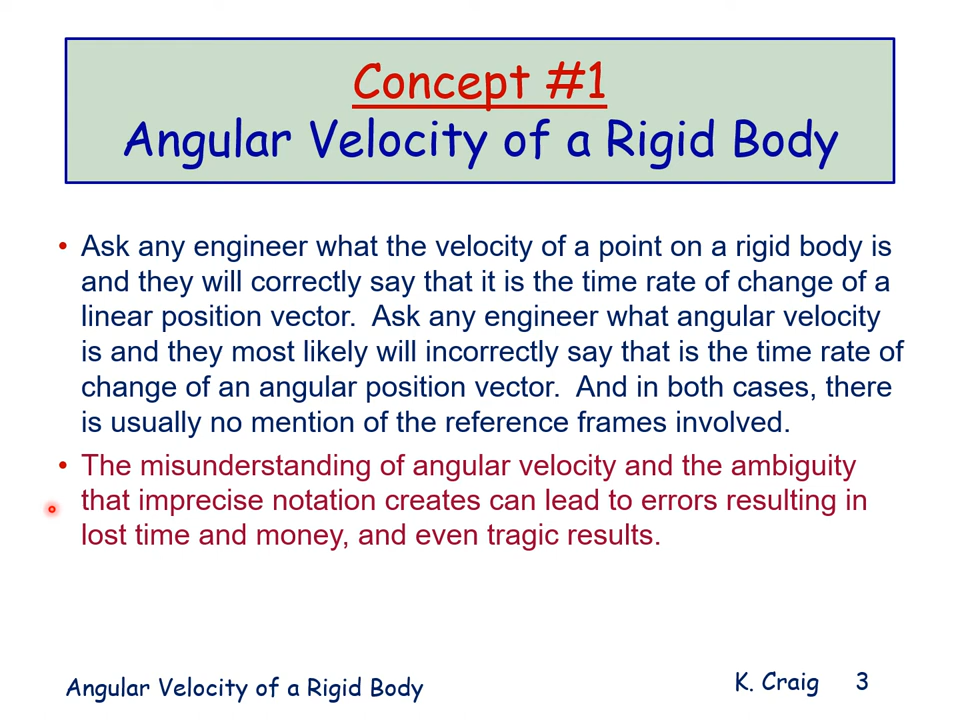 Concept #1
Angular Velocity of a Rigid Body
• Ask any engineer what the velocity of a point on a rigid body is
and they will correctly say that it is the time rate of change of a
linear position vector. Ask any engineer what angular velocity
is and they most likely will incorrectly say that is the time rate of
change of an angular position vector. And in both cases, there
is usually no mention of the reference frames involved.
• The misunderstanding of angular velocity and the ambiguity
that imprecise notation creates can lead to errors resulting in
lost time and money, and even tragic results.
Angular Velocity of a Rigid Body
K. Craig 3